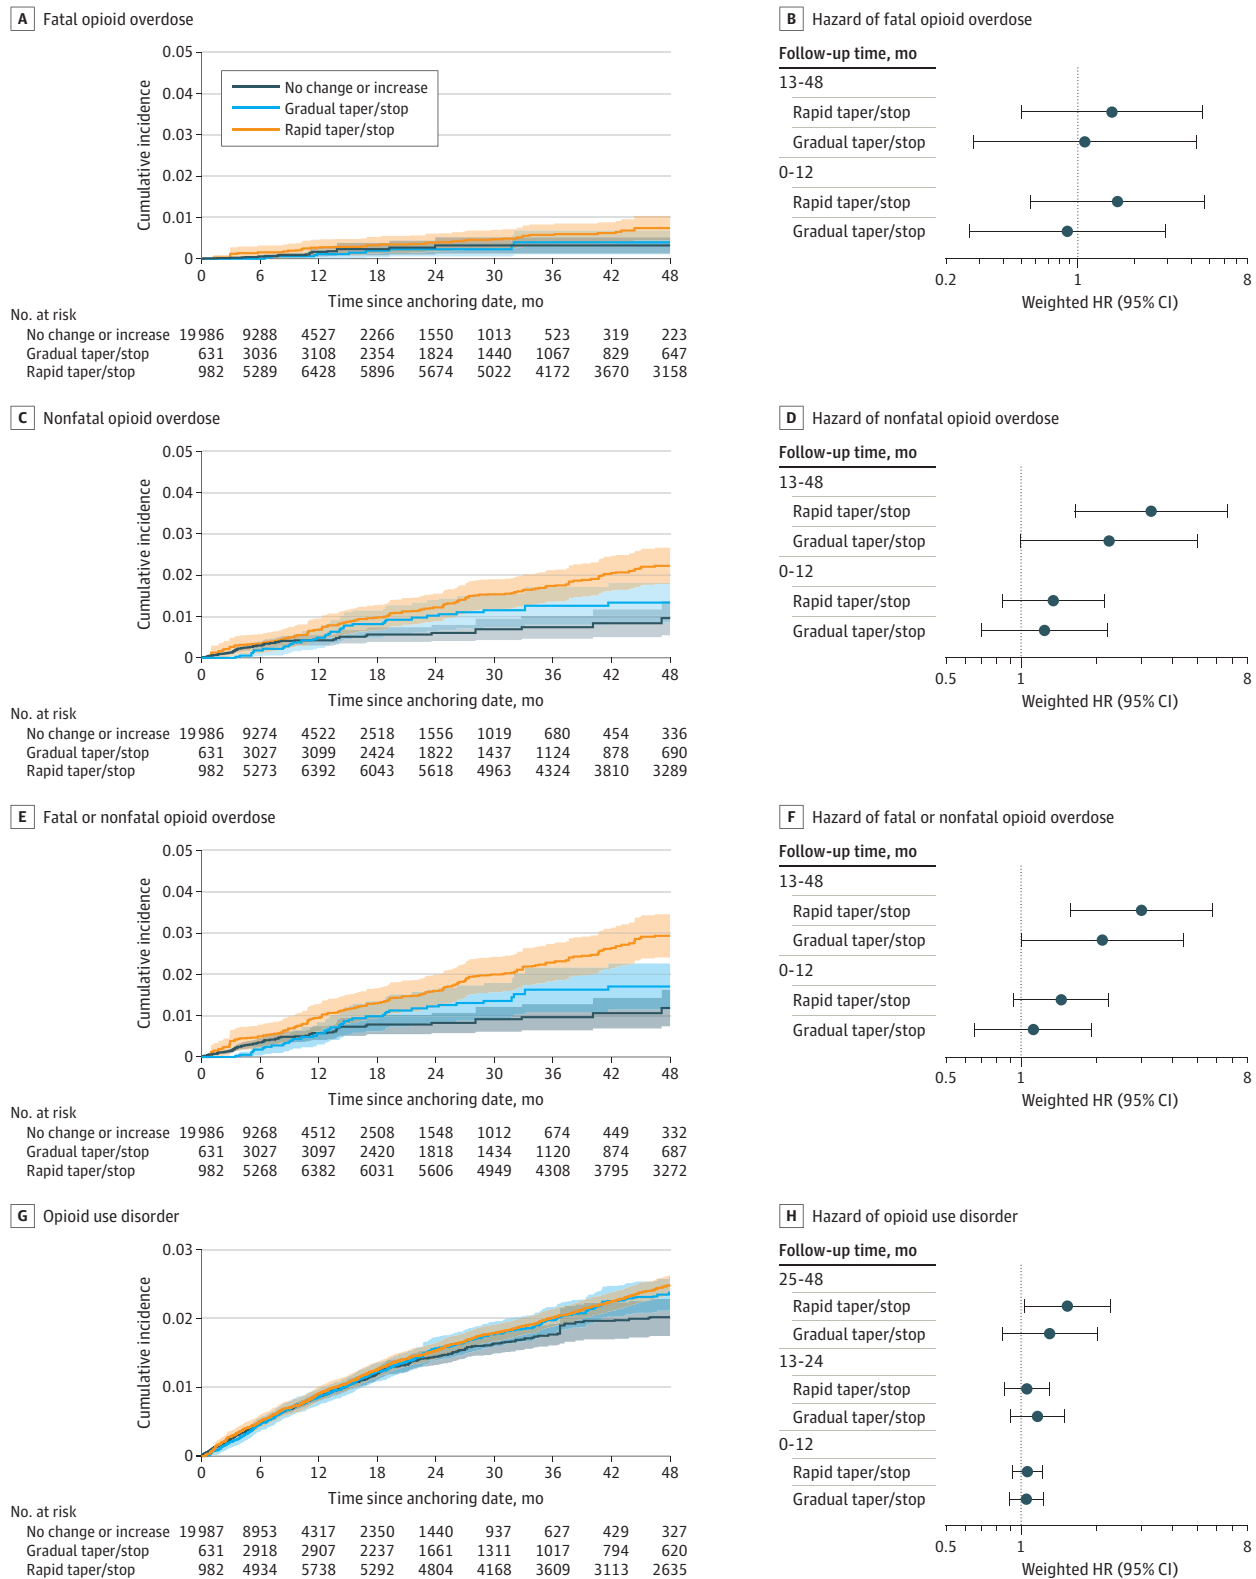 A Fatal opioid overdose
0.05
0.04
0.03
0.02
0.01
0
Cumulative incidence
No change or increase
Gradual taper/stop
Rapid taper/stop
0 6 12 18 24 30 36 42 48
Time since anchoring date, mo
No. at risk
No change or increase 19986 9288 4527 2266 1550 1013 523 319 223
Gradual taper/stop 631 3036 3108 2354 1824 1440 1067 829 647
Rapid taper/stop 982 5289 6428 5896 5674 5022 4172 3670 3158
B Hazard of fatal opioid overdose
Follow-up time, mo
13-48
Rapid taper/stop
Gradual taper/stop
0-12
Rapid taper/stop
Gradual taper/stop
0.2 1 8
Weighted HR (95% CI)
C Nonfatal opioid overdose
0.05
0.04
0.03
0.02
0.01
0
Cumulative incidence
0 6 12 18 24 30 36 42 48
Time since anchoring date, mo
No. at risk
No change or increase 19986 9274 4522 2518 1556 1019 680 454 336
Gradual taper/stop 631 3027 3099 2424 1822 1437 1124 878 690
Rapid taper/stop 982 5273 6392 6043 5618 4963 4324 3810 3289
D Hazard of nonfatal opioid overdose
Follow-up time, mo
13-48
Rapid taper/stop
Gradual taper/stop
0-12
Rapid taper/stop
Gradual taper/stop
0.5 1 8
Weighted HR (95% CI)
E Fatal or nonfatal opioid overdose
0.05
0.04
0.03
0.02
0.01
0
Cumulative incidence
0 6 12 18 24 30 36 42 48
Time since anchoring date, mo
No. at risk
No change or increase 19986 9268 4512 2508 1548 1012 674 449 332
Gradual taper/stop 631 3027 3097 2420 1818 1434 1120 874 687
Rapid taper/stop 982 5268 6382 6031 5606 4949 4308 3795 3272
F Hazard of fatal or nonfatal opioid overdose
Follow-up time, mo
13-48
Rapid taper/stop
Gradual taper/stop
0-12
Rapid taper/stop
Gradual taper/stop
0.5 1 8
Weighted HR (95% CI)
G Opioid use disorder
0.03
0.02
0.01
0
Cumulative incidence
0 6 12 18 24 30 36 42 48
Time since anchoring date, mo
No. at risk
No change or increase 19987 8953 4317 2350 1440 937 627 429 327
Gradual taper/stop 631 2918 2907 2237 1661 1311 1017 794 620
Rapid taper/stop 982 4934 5738 5292 4804 4168 3609 3113 2635
H Hazard of opioid use disorder
Follow-up time, mo
25-48
Rapid taper/stop
Gradual taper/stop
13-24
Rapid taper/stop
Gradual taper/stop
0-12
Rapid taper/stop
Gradual taper/stop
0.5 1 8
Weighted HR (95% CI)